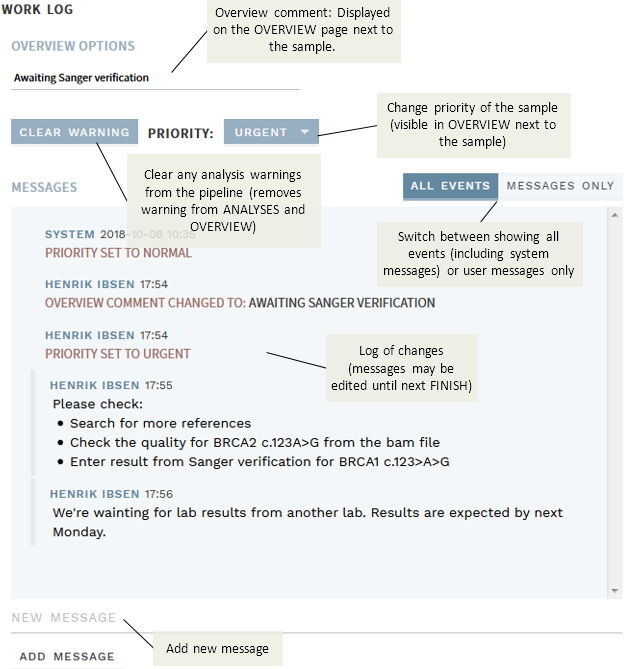 WORK LOG
Overview comment: Displayed
on the OVERVIEW page next
to the sample.
OVERVIEW OPTIONS
Awaiting Sanger verification
CLEAR WARNING
PRIORITY:
URGENT
Change priority of the sample
(visible in OVERVIEW next to
the sample)
Clear any analysis warnings
from the pipeline (removes
warning from ANALYSES and
OVERVIEW)
MESSAGES
ALL EVENTS
MESSAGES ONLY
Switch between showing all
events (including system
messages) or user messages only
SYSTEM 2018-10-08 10:35
PRIORITY SET TO NORMAL
HENRIK IBSEN 17:54
OVERVIEW COMMENT CHANGED TO: AWAITING SANGER VERIFICATION
HENRIK IBSEN 17:54
PRIORITY SET TO URGENT
Log of changes
(messages may be
edited until next FINISH)
HENRIK IBSEN 17:55
Please check:
• Search for more references
• Check the quality for BRCA2 c.123A>G from the bam file
• Enter result from Sanger verification for BRCA1 c.123>A>G
HENRIK IBSEN 17:56
We're wainting for lab results from another lab. Results are expected by next
Monday.
NEW MESSAGE
Add new message
ADD MESSAGE